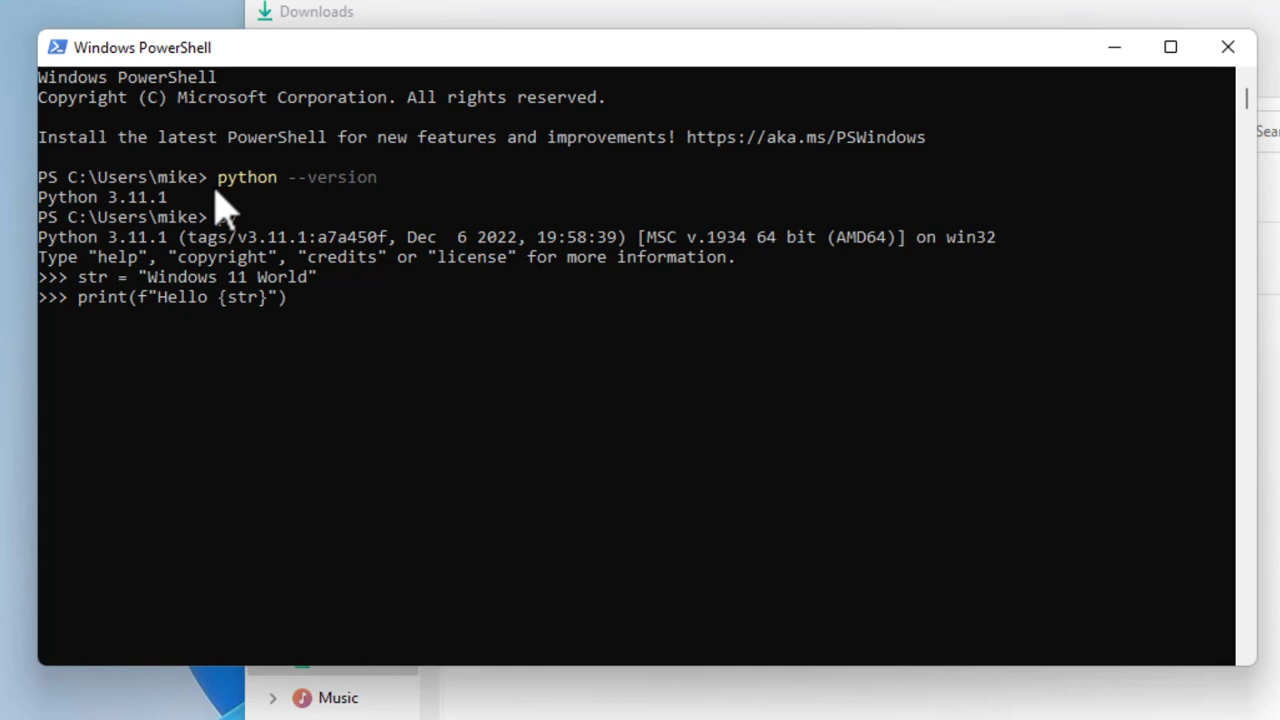 Downloads
Windows PowerShell
Windows PowerShell
Copyright (C) Microsoft Corporation. All rights reserved.
Install the latest PowerShell for new features and improvements! https://aka.ms/PSWindows
PS C:\Users\mike> python --version
Python 3.11.1
PS C:\Users\mike>
Python 3.11.1 (tags/v3.11.1:a7a450f, Dec  6 2022, 19:58:39) [MSC v.1934 64 bit (AMD64)] on win32
Type "help", "copyright", "credits" or "license" for more information.
>>> str = "Windows 11 World"
>>> print(f"Hello {str}")
Music